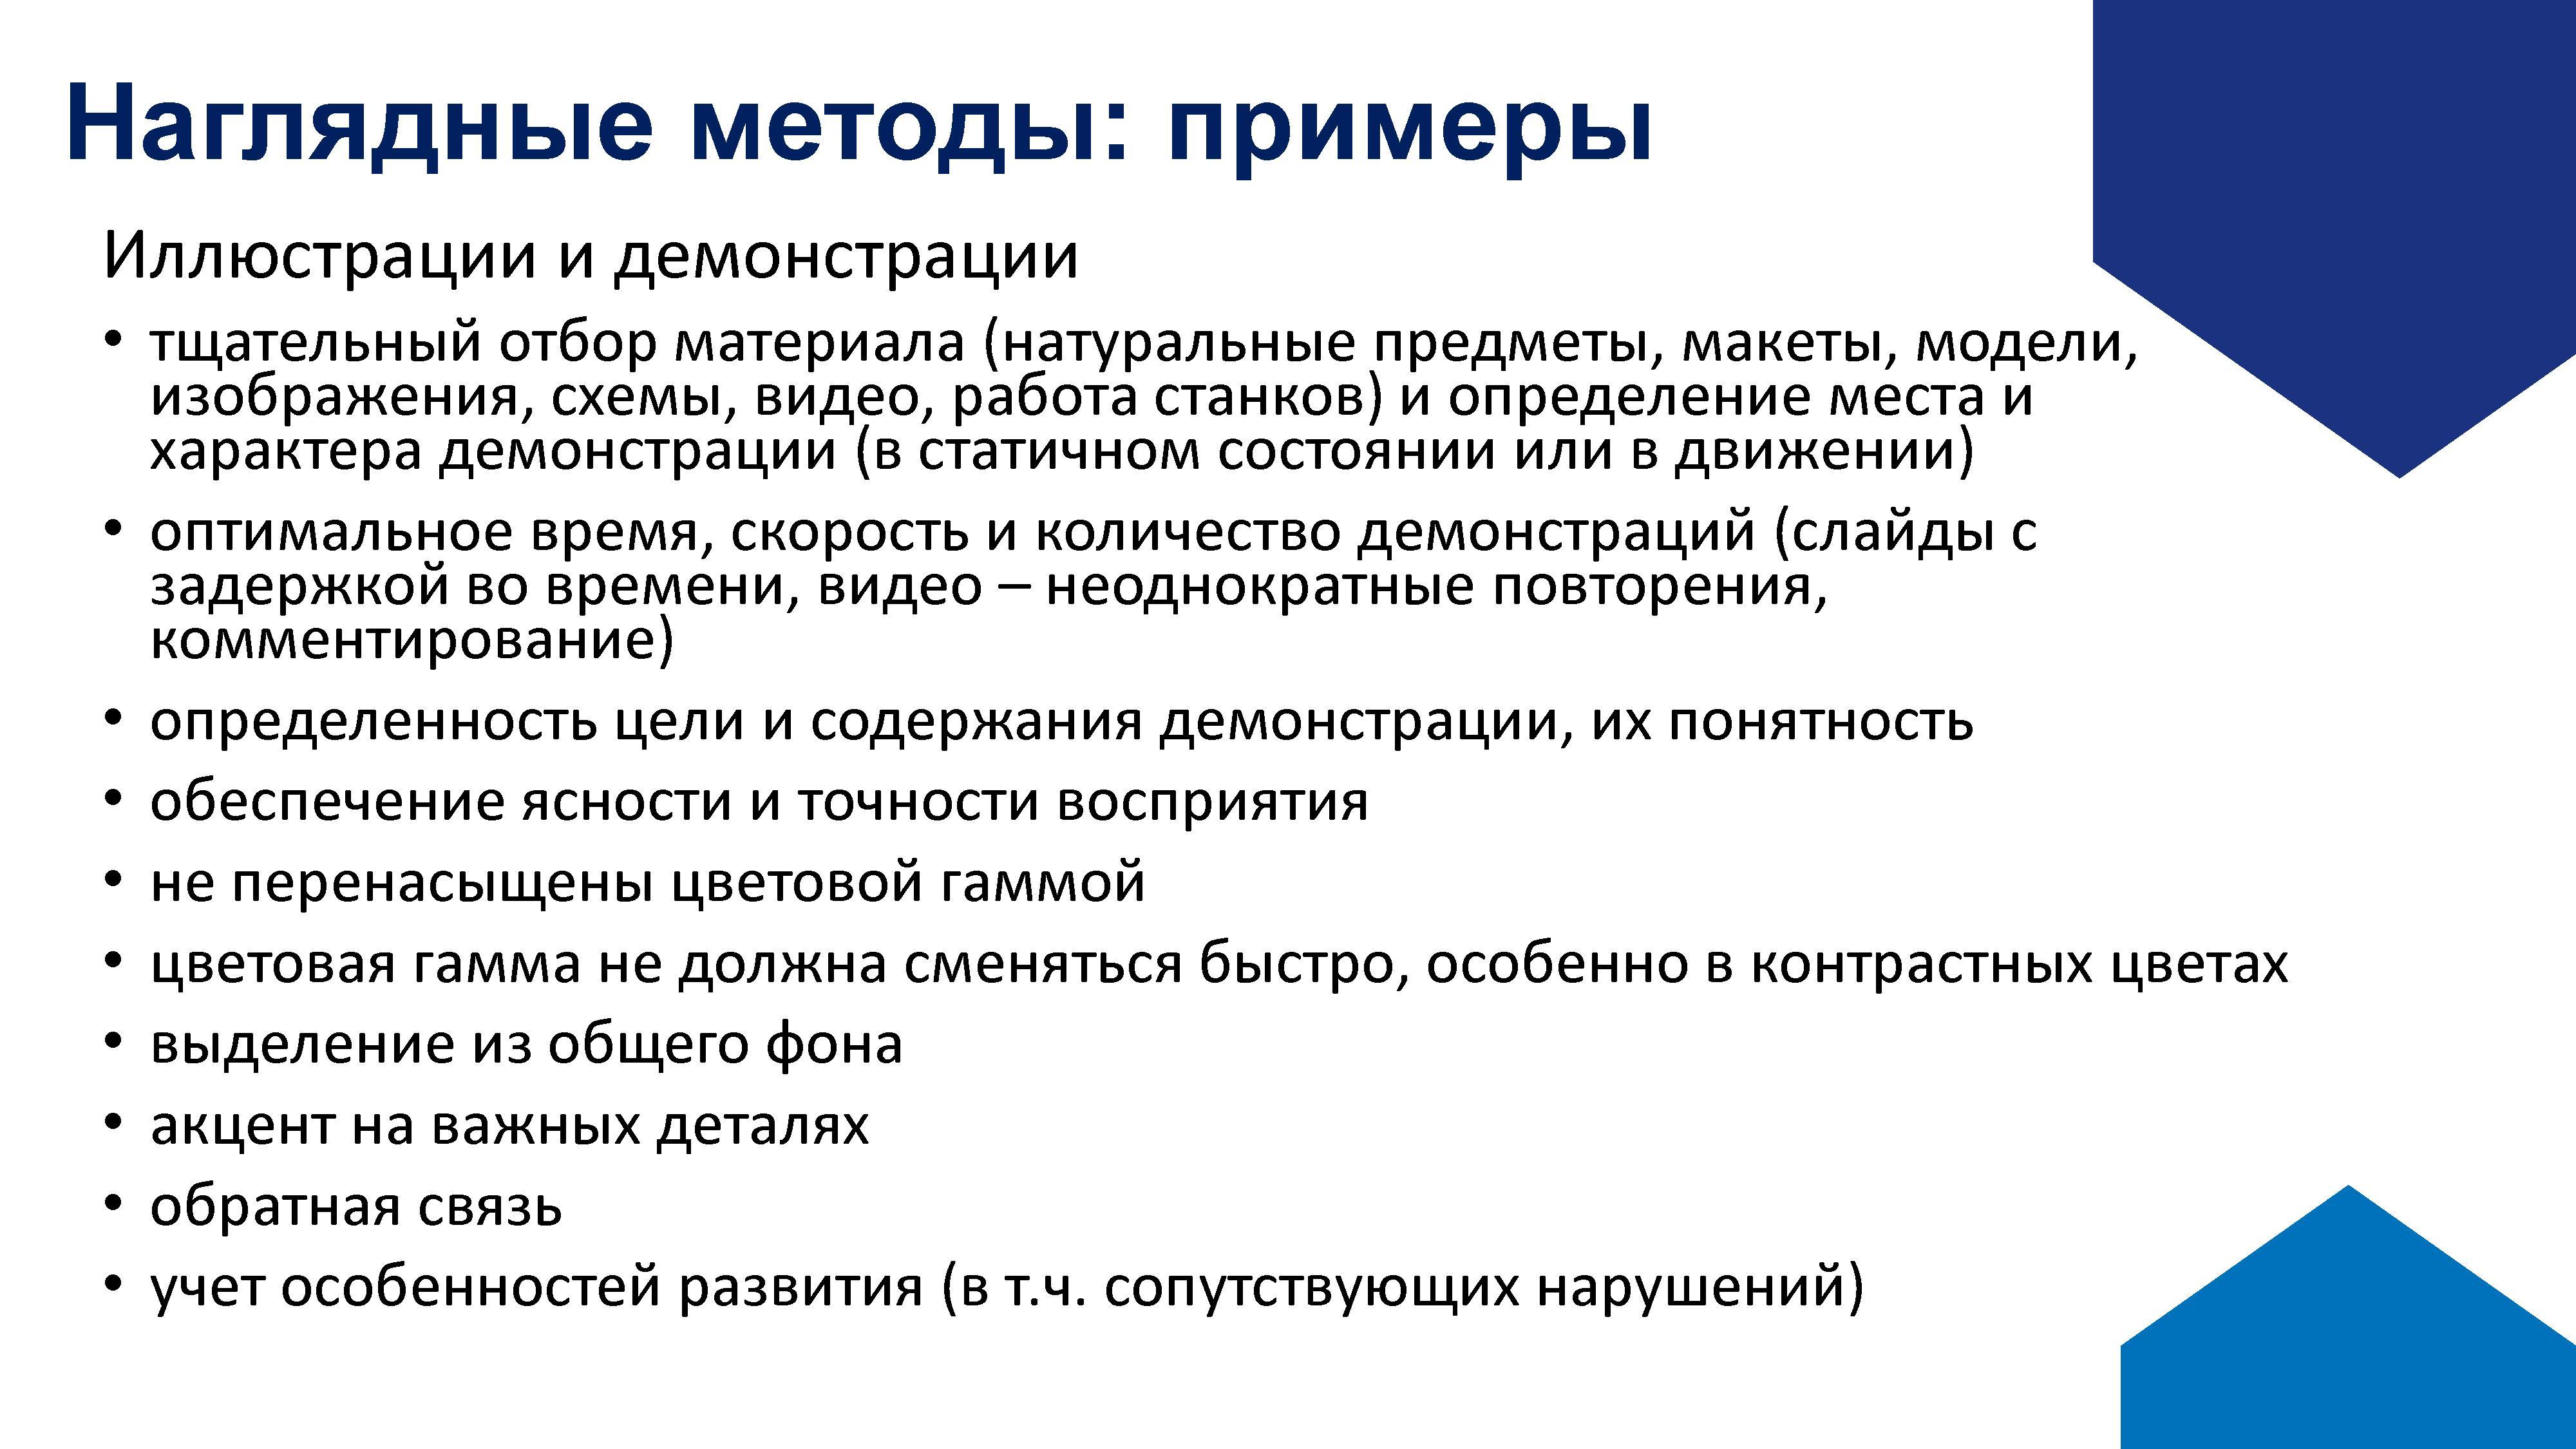 Наглядные методы: примеры
Иллюстрации и демонстрации
• тщательный отбор материала (натуральные предметы, макеты, модели,
изображения, схемы, видео, работа станков) и определение места и
характера демонстрации (в статичном состоянии или в движении)
• оптимальное время, скорость и количество демонстраций (слайды с
задержкой во времени, видео – неоднократные повторения,
комментирование)
• определенность цели и содержания демонстрации, их понятность
• обеспечение ясности и точности восприятия
• не перенасыщены цветовой гаммой
• цветовая гамма не должна сменяться быстро, особенно в контрастных цветах
• выделение из общего фона
• акцент на важных деталях
• обратная связь
• учет особенностей развития (в т.ч. сопутствующих нарушений)